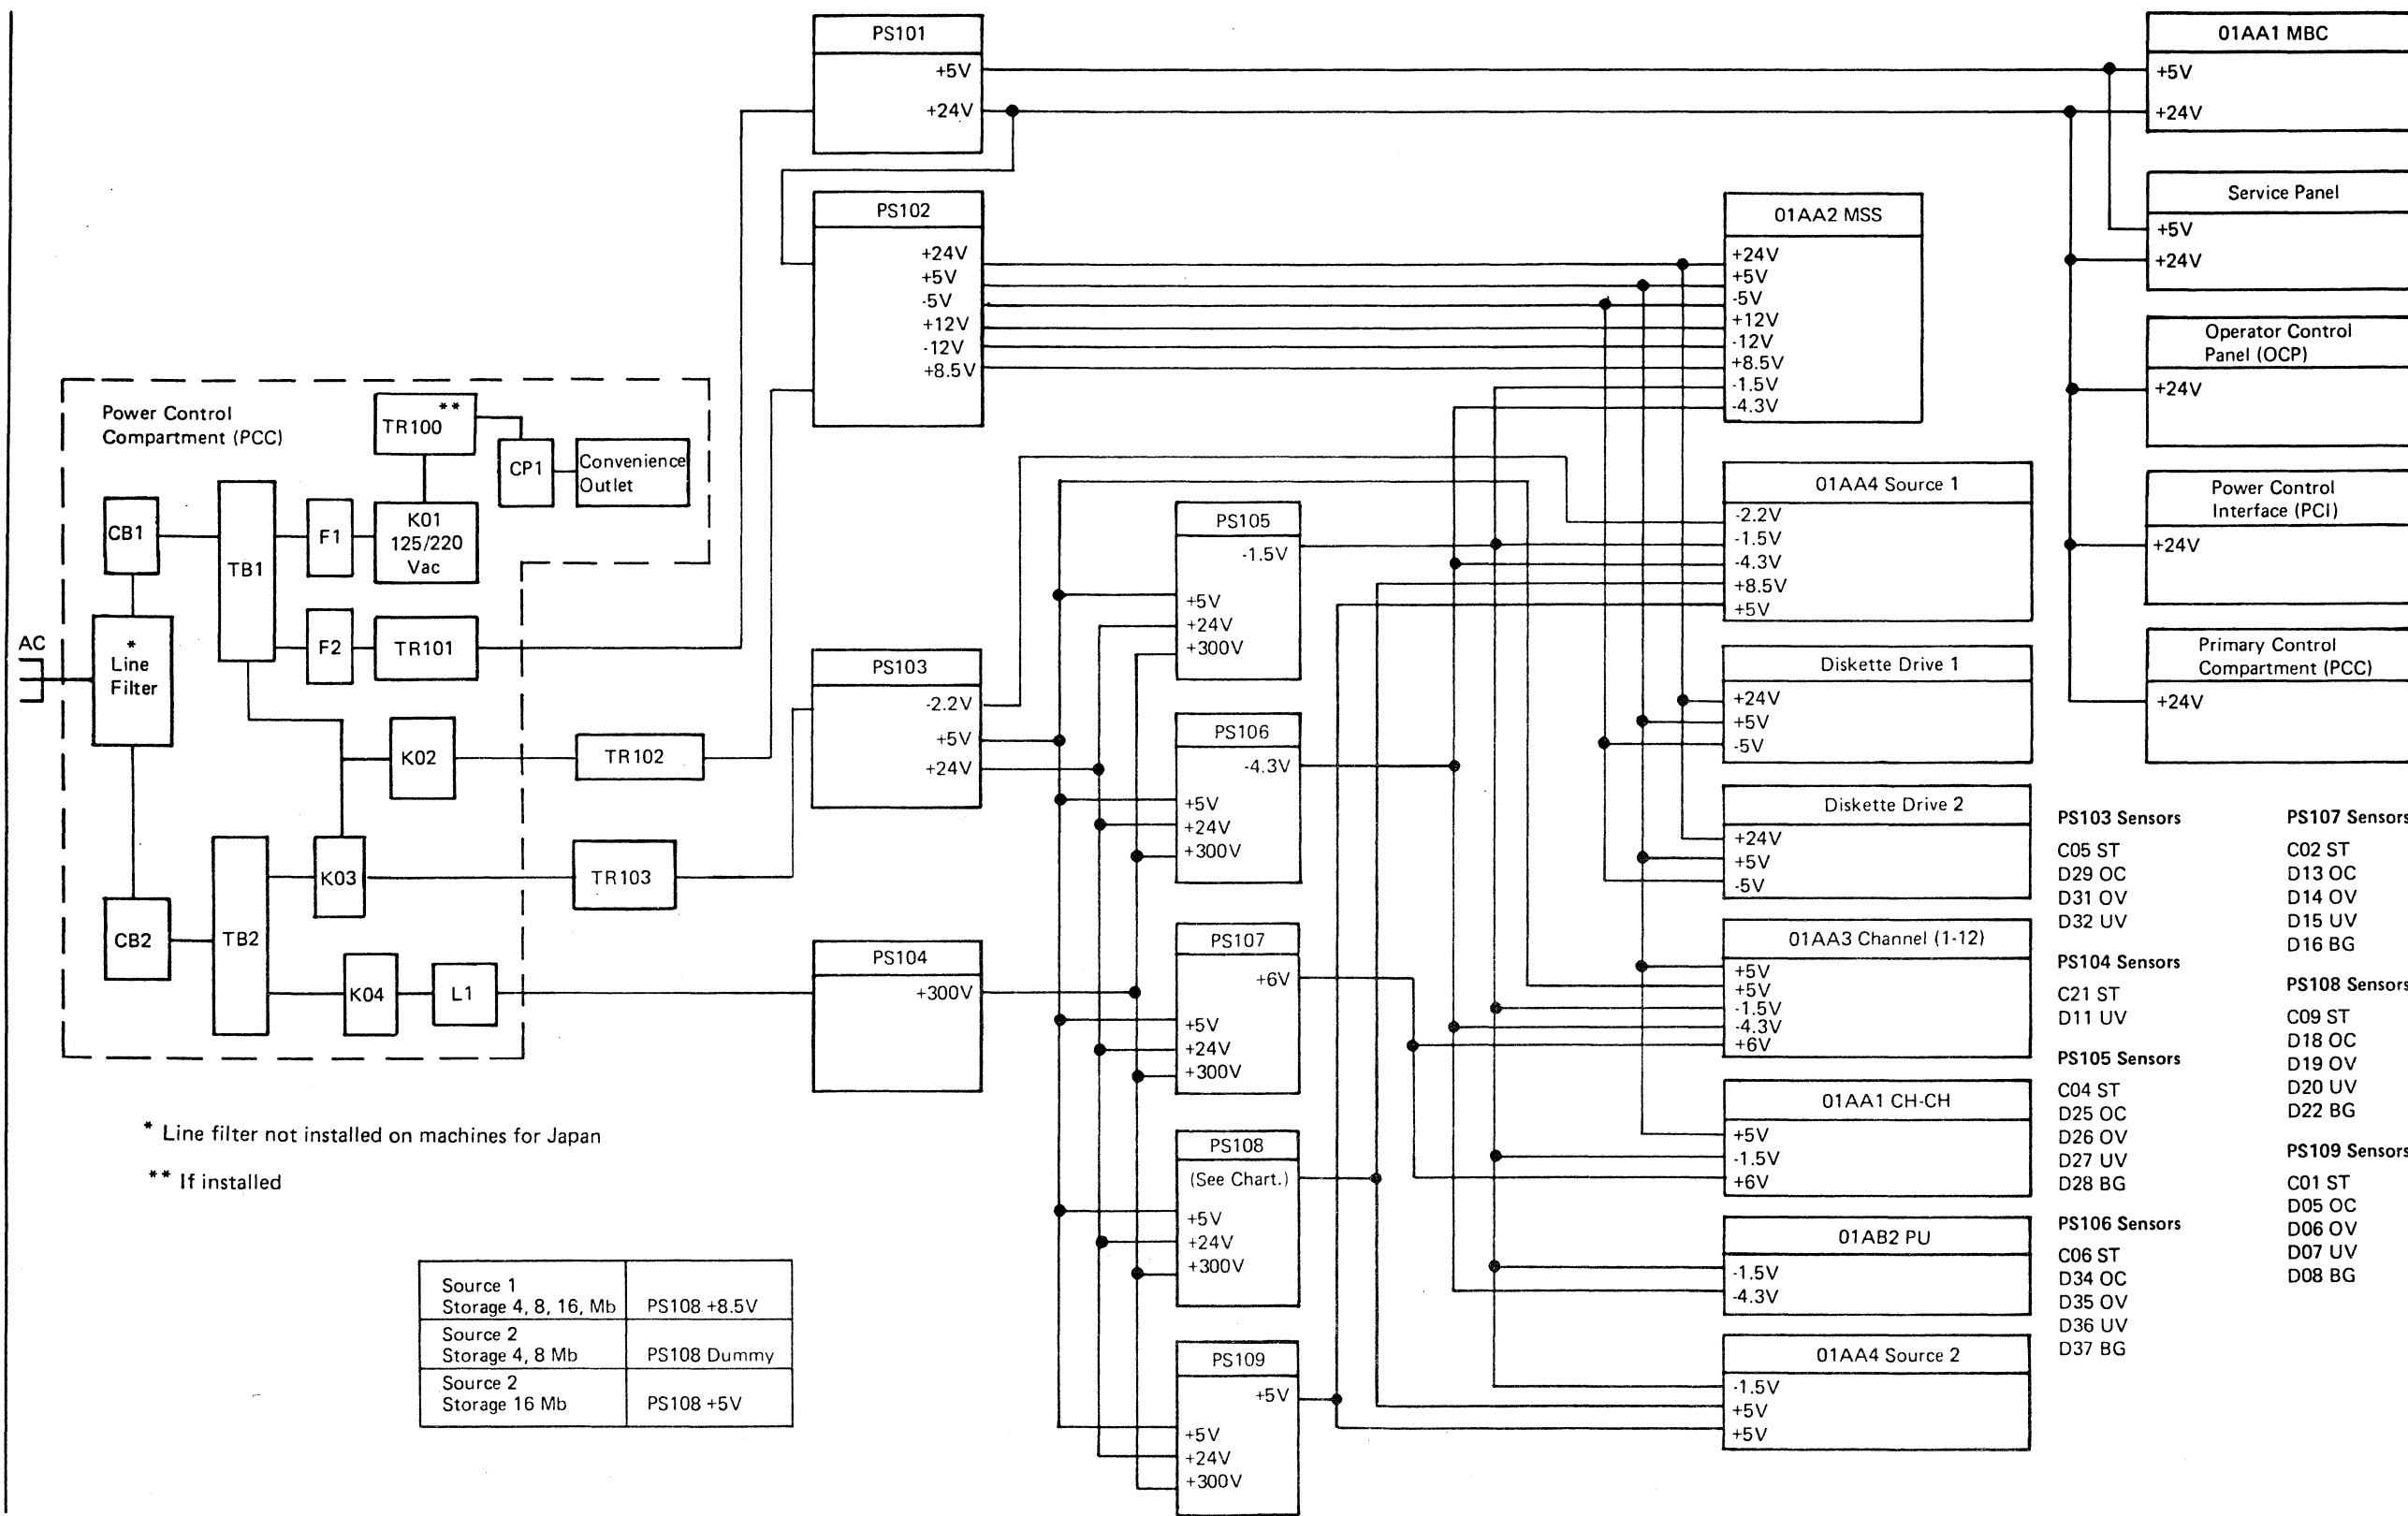 PS101
+5V
+24V
PS102
+24V
+5V
-5V
+12V
-12V
+8.5V
Power Control
Compartment (PCC)
**
TR100
CP1
Convenience
Outlet
CB1
TB1
F1
K01
125/220
Vac
F2
TR101
AC
*
Line
Filter
K02
TR102
K03
TR103
CB2
TB2
K04
L1
PS103
-2.2V
+5V
+24V
PS104
+300V
* Line filter not installed on machines for Japan
** If installed
Source 1
Storage 4, 8, 16, Mb
PS108 +8.5V
Source 2
Storage 4, 8 Mb
PS108 Dummy
Source 2
Storage 16 Mb
PS108 +5V
PS105
-1.5V
+5V
+24V
+300V
PS106
-4.3V
+5V
+24V
+300V
PS107
+6V
+5V
+24V
+300V
PS108
(See Chart.)
+5V
+24V
+300V
PS109
+5V
+5V
+24V
+300V
01AA2 MSS
+24V
+5V
-5V
+12V
-12V
+8.5V
-1.5V
-4.3V
01AA4 Source 1
-2.2V
-1.5V
-4.3V
+8.5V
+5V
Diskette Drive 1
+24V
+5V
-5V
Diskette Drive 2
+24V
+5V
-5V
01AA3 Channel (1-12)
+5V
+5V
-1.5V
-4.3V
+6V
01AA1 CH-CH
+5V
-1.5V
+6V
01AB2 PU
-1.5V
-4.3V
01AA4 Source 2
-1.5V
+5V
+5V
01AA1 MBC
+5V
+24V
Service Panel
+5V
+24V
Operator Control
Panel (OCP)
+24V
Power Control
Interface (PCI)
+24V
Primary Control
Compartment (PCC)
+24V
PS103 Sensors
C05 ST
D29 OC
D31 OV
D32 UV
PS104 Sensors
C21 ST
D11 UV
PS105 Sensors
C04 ST
D25 OC
D26 OV
D27 UV
D28 BG
PS106 Sensors
C06 ST
D34 OC
D35 OV
D36 UV
D37 BG
PS107 Sensors
C02 ST
D13 OC
D14 OV
D15 UV
D16 BG
PS108 Sensors
C09 ST
D18 OC
D19 OV
D20 UV
D22 BG
PS109 Sensors
C01 ST
D05 OC
D06 OV
D07 UV
D08 BG